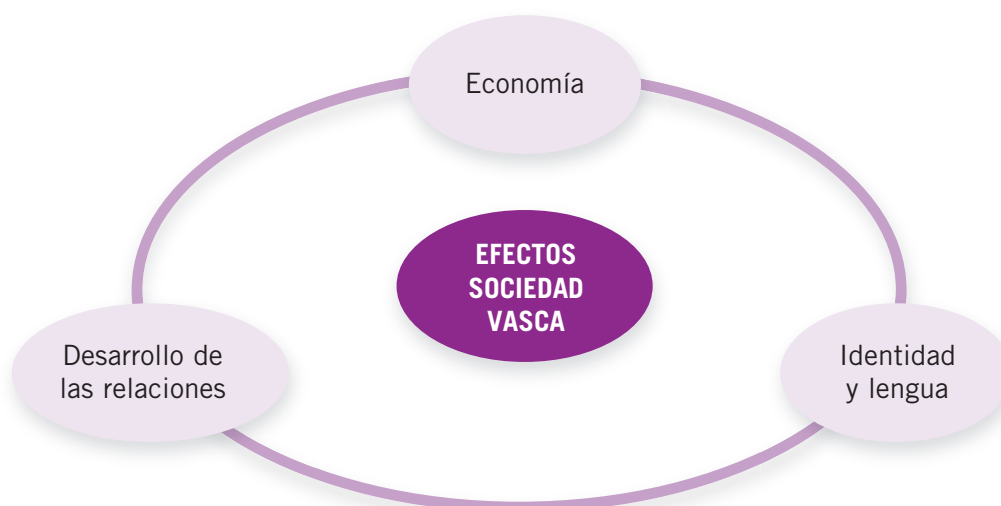 Economía
EFECTOS
SOCIEDAD
VASCA
Desarrollo de
las relaciones
Identidad
y lengua